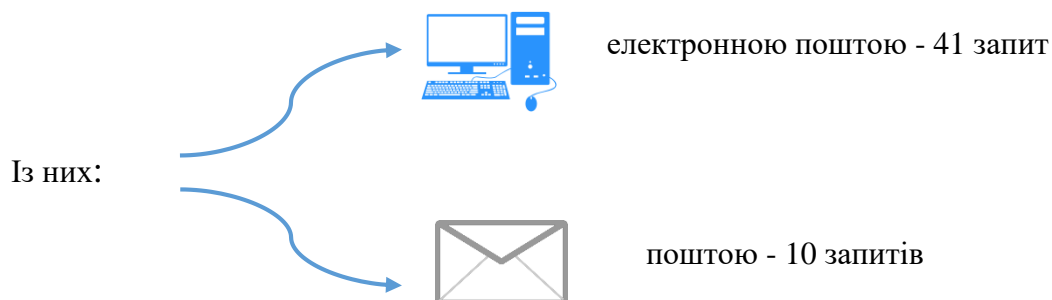 електронною поштою - 41 запит
Із них:
поштою - 10 запитів